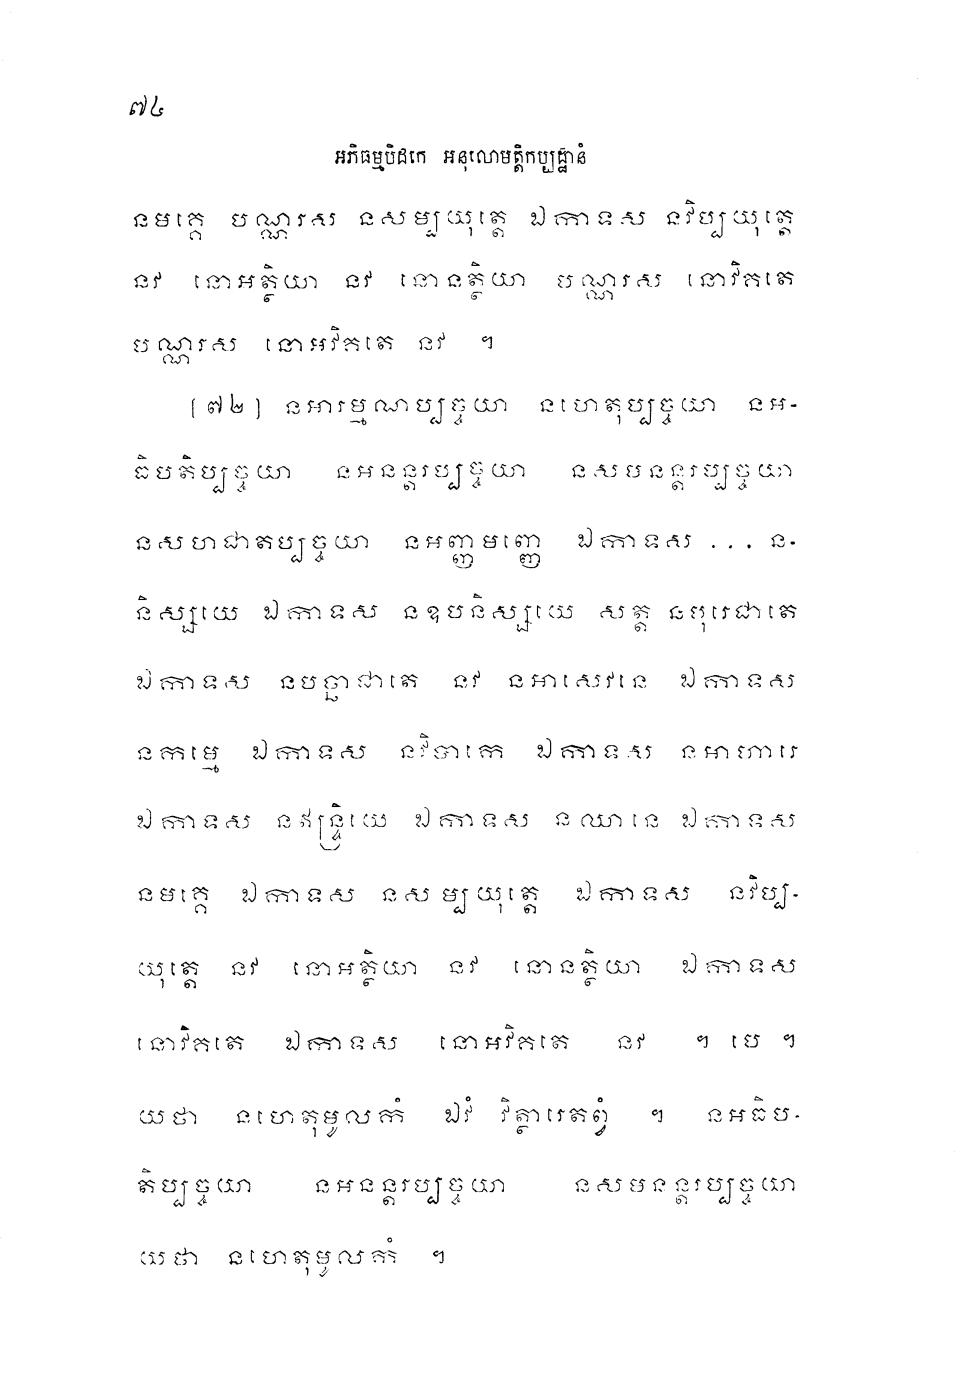 ៧៤
អភិធម្មបិដកេ អនុលោមត្តិកប្បដ្ឋានំ
នមគ្គេ បណ្ណរស នសម្បយុត្តេ ឯកាទស នវិប្បយុត្តេ
នវ នោអត្ថិយា នវ នោនត្ថិយា បណ្ណរស នោវិគតេ
បណ្ណរស នោអវិគតេ នវ ។
[៧២] នអារម្មណប្បច្ចយា នហេតុប្បច្ចយា នអ-
ធិបតិប្បច្ចយា នអនន្តរប្បច្ចយា នសមនន្តរប្បច្ចយា
នសហជាតប្បច្ចយា នអញ្ញមញ្ញេ ឯកាទស ... ន-
និស្សយេ ឯកាទស នឧបនិស្សយេ សត្ត នបុរេជាតេ
ឯកាទស នបច្ឆាជាតេ នវ នអាសេវនេ ឯកាទស
នកម្មេ ឯកាទស នវិបាកេ ឯកាទស នអាហារេ
ឯកាទស នឥន្ទ្រិយេ ឯកាទស នឈានេ ឯកាទស
នមគ្គេ ឯកាទស នសម្បយុត្តេ ឯកាទស នវិប្ប-
យុត្តេ នវ នោអត្ថិយា នវ នោនត្ថិយា ឯកាទស
នោវិគតេ ឯកាទស នោអវិគតេ នវ ។ បេ ។
យថា នហេតុមូលកំ ឯវំ វិត្ថារេតព្វំ ។ នអធិប-
តិប្បច្ចយា នអនន្តរប្បច្ចយា នសមនន្តរប្បច្ចយា
យថា នហេតុមូលកំ ។